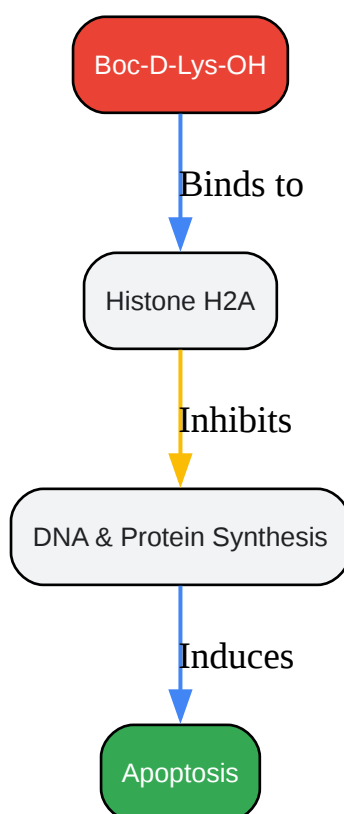 Boc-D-Lys-OH
Binds to
Histone H2A
Inhibits
DNA & Protein Synthesis
Induces
Apoptosis